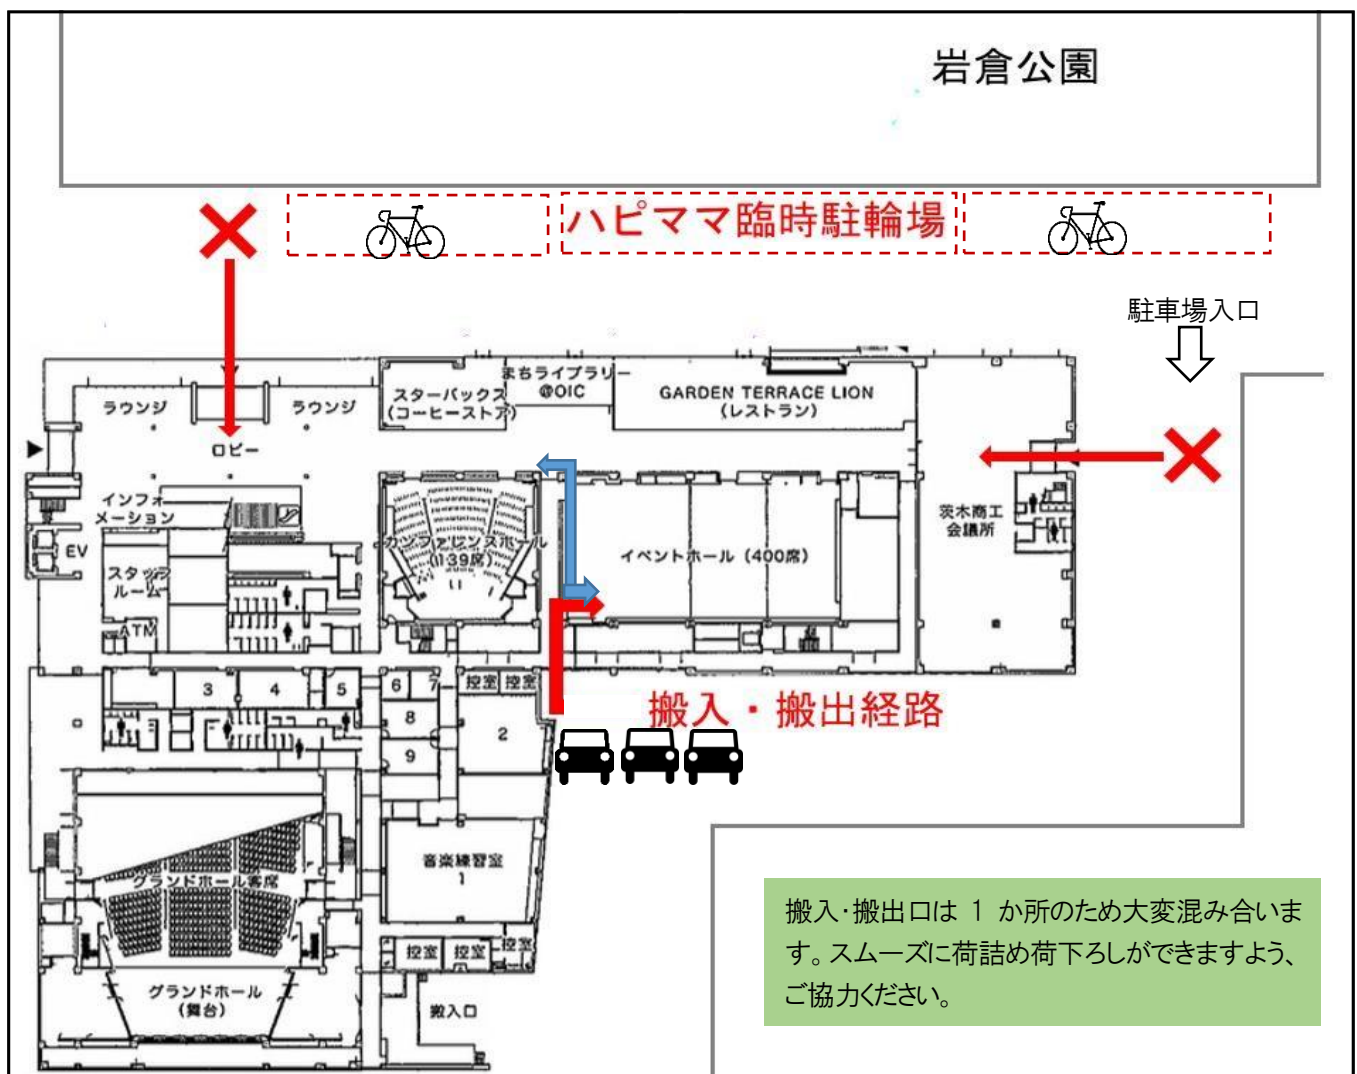 岩倉公園
ハピママ臨時駐輪場
駐車場入口
ラウンジ
ラウンジ
ロビー
スターバックス
(コーヒーストア)
まちライブラリー
@OIC
GARDEN TERRACE LION
(レストラン)
インフォ
メーション
EV
スタッフ
ルーム
ATM
カンファレンスホール
イベントホール (400席)
茨木商工
会議所
3
4
5
6
7
控室
控室
8
9
2
搬入・搬出経路
音楽練習室
1
グランドホール客席
控室
控室
控室
グランドホール
(舞台)
搬入口
搬入・搬出口は 1 か所のため大変混み合いま
す。スムーズに荷詰め荷下ろしができますよう、
ご協力ください。